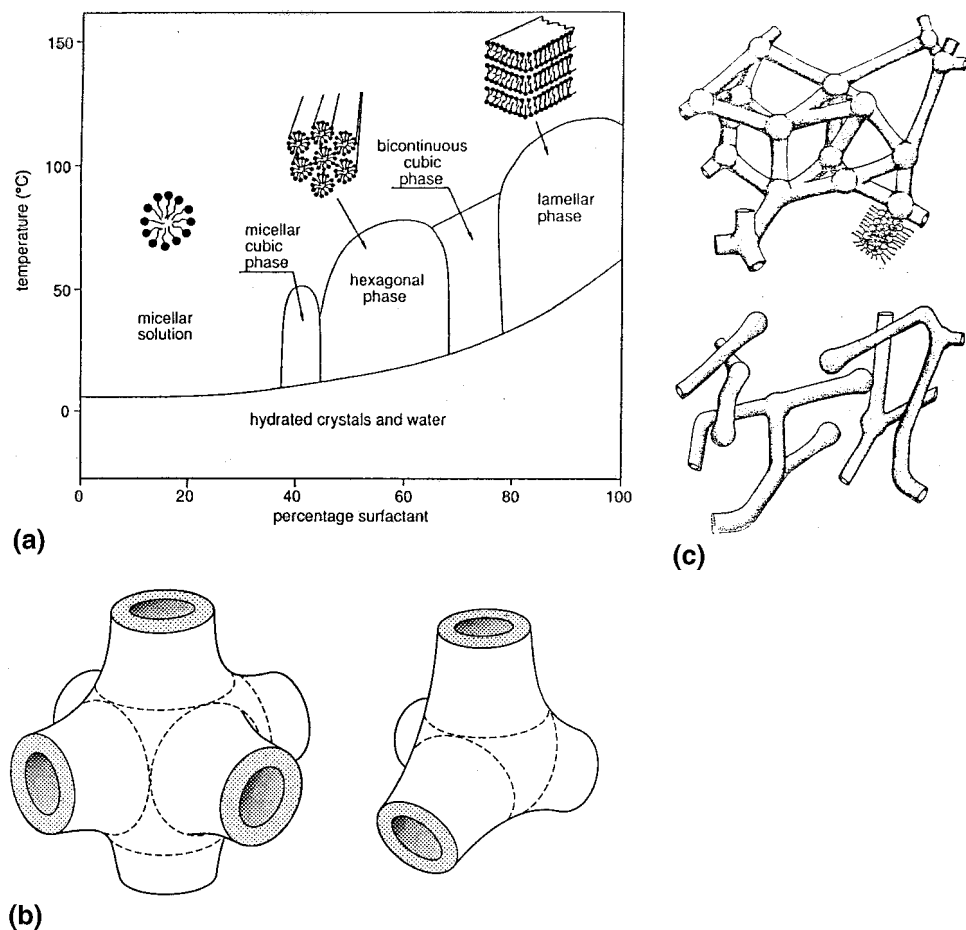 150
100
50
0
temperature (°C)
micellar
solution
micellar
cubic
phase
hexagonal
phase
bicontinuous
cubic
phase
lamellar
phase
hydrated crystals and water
0
20
40
60
80
100
percentage surfactant
(a)
(c)
(b)